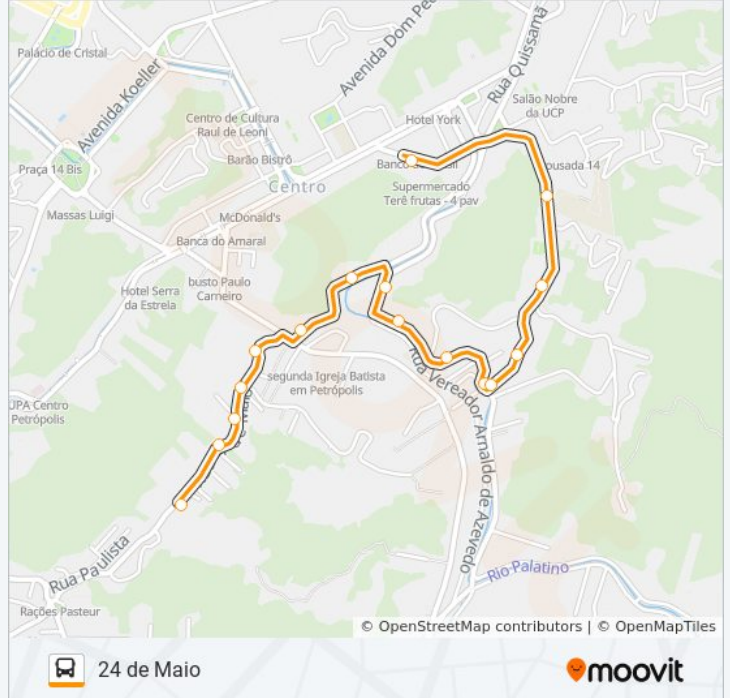 Palácio de Cristal
Avenida Koeller
Avenida Dom Pe
Rua Quissamã
Salão Nobre
da UCP
Centro de Cultura
Raul de Leoni
Hotel York
Barão Bistrô
Praça 14 Bis
Centro
Banco
Supermercado
Terê frutas - 4 pav
ousada 14
Massas Luigi
McDonald's
Banca do Amaral
Hotel Serra
da Estrela
busto Paulo
Carneiro
segunda Igreja Batista
em Petrópolis
Rua Vereador Arnaldo de Azevedo
UPA Centro
Petrópolis
Maio
Rua Paulista
Rio Palatino
Rações Pasteur
© OpenStreetMap contributors | © OpenMapTiles
24 de Maio
moovit